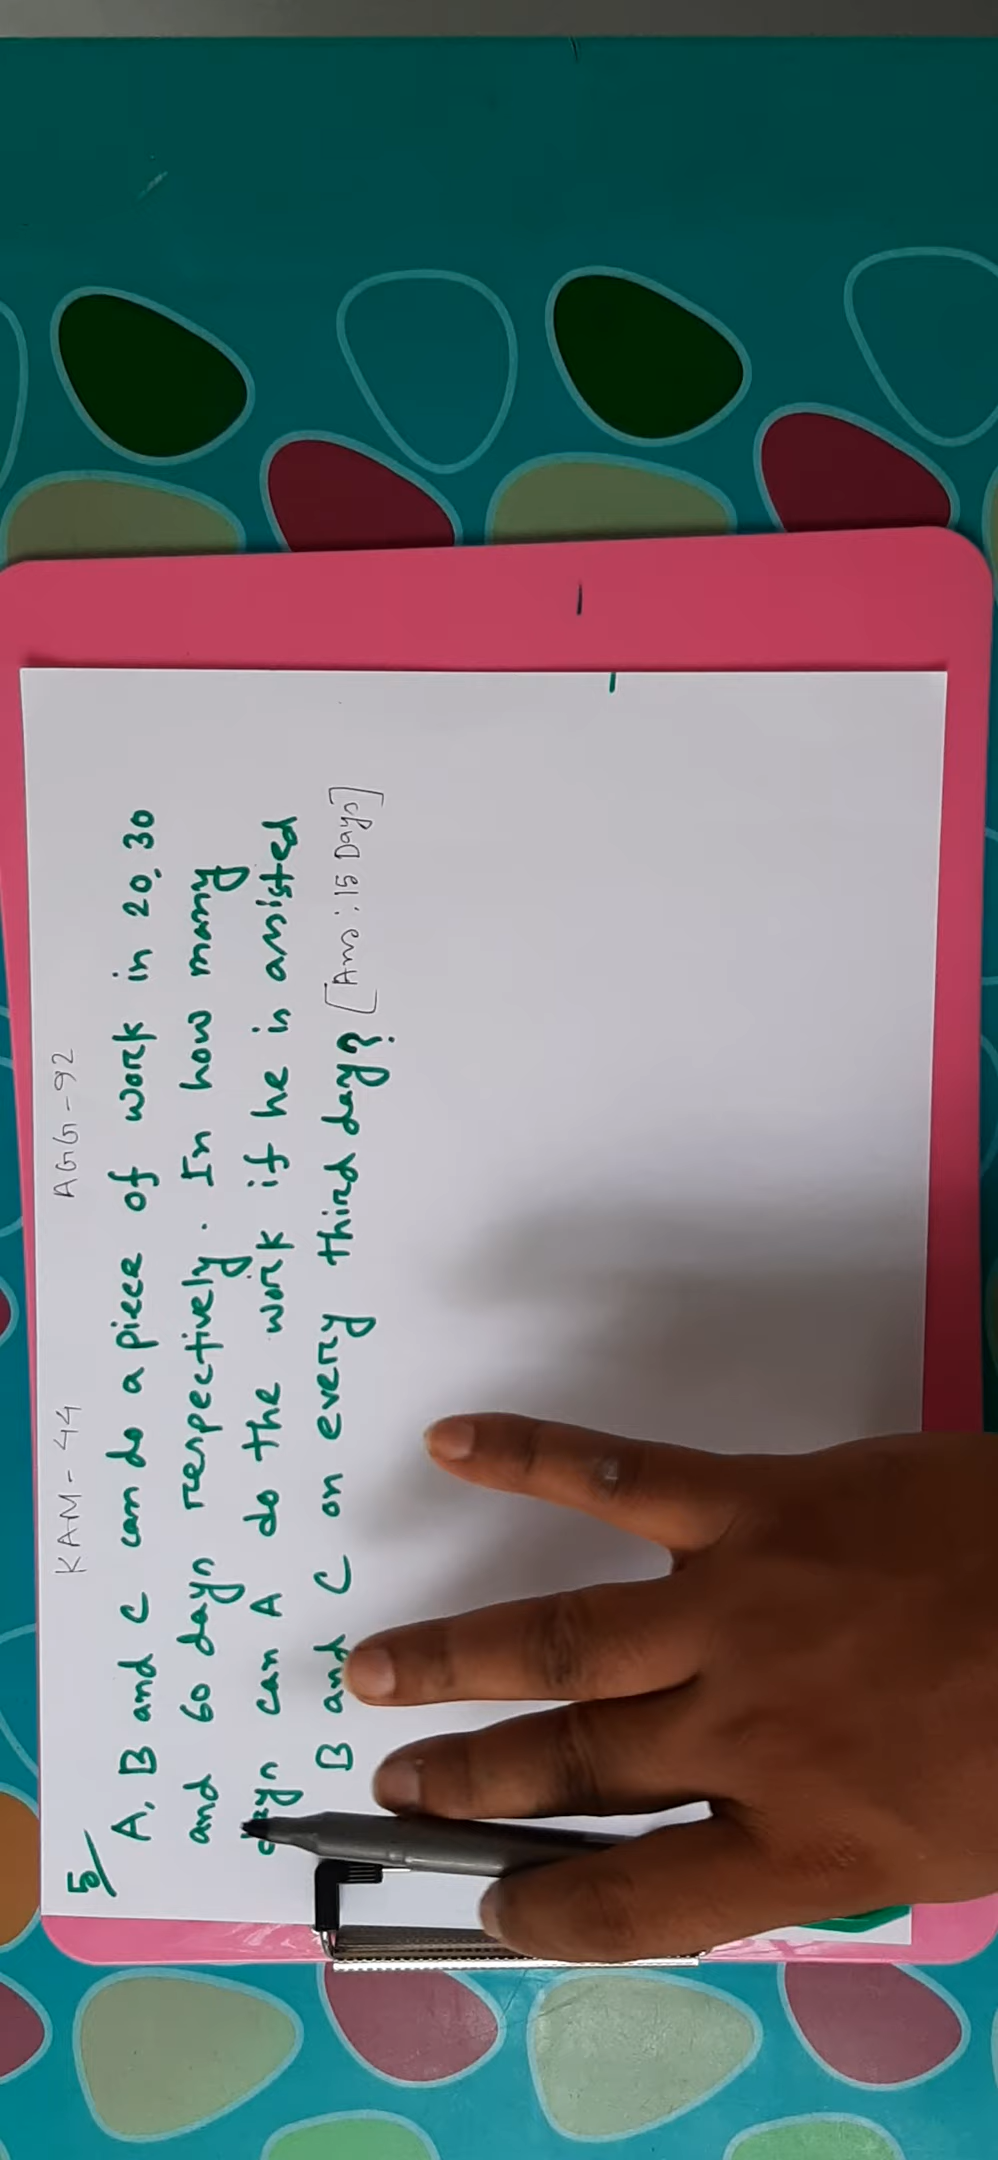 KAM - 44 AGG - 92
5/
A, B and C can do a piece of work in 20, 30
and 60 days respectively. In how many
days can A do the work if he is assisted
B and C on every third day? [Ans: 15 Days]